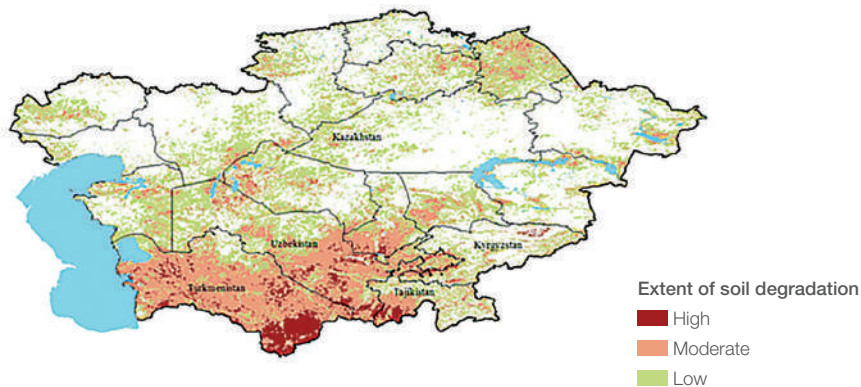 Kazakhstan
Uzbekistan
Kyrgyzstan
Turkmenistan
Tajikistan
Extent of soil degradation
High
Moderate
Low